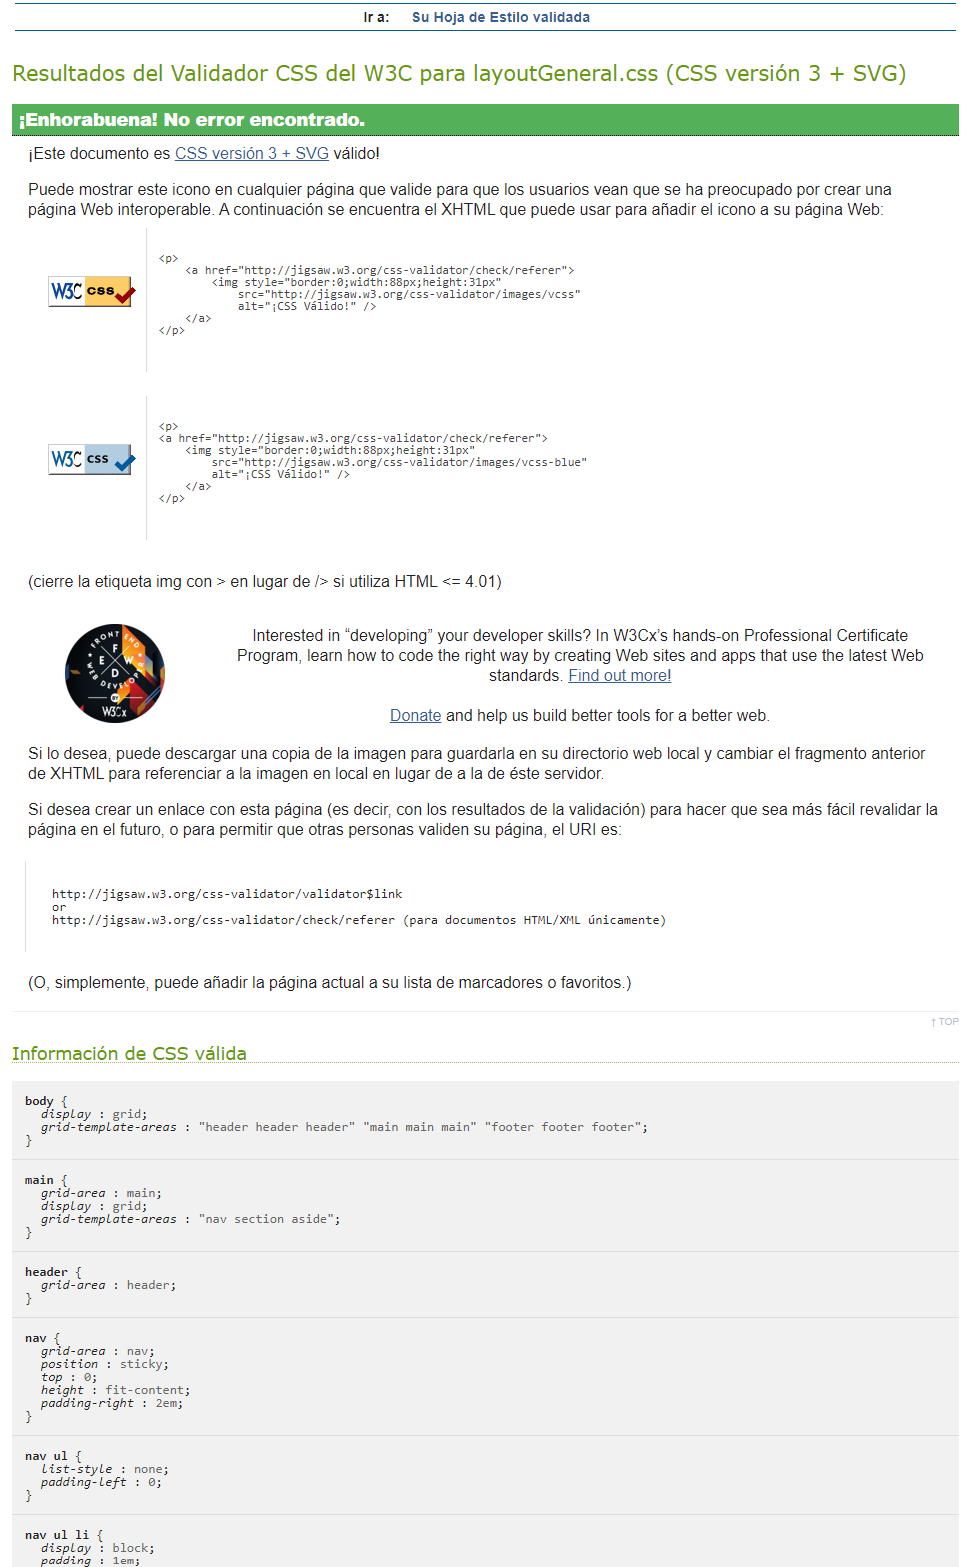 Ir a: Su Hoja de Estilo validada
Resultados del Validador CSS del W3C para layoutGeneral.css (CSS versión 3 + SVG)
¡Enhorabuena! No error encontrado.
¡Este documento es CSS versión 3 + SVG válido!
Puede mostrar este icono en cualquier página que valide para que los usuarios vean que se ha preocupado por crear una
página Web interoperable. A continuación se encuentra el XHTML que puede usar para añadir el icono a su página Web:
<p>
<a href="http://jigsaw.w3.org/css-validator/check/referer">
<img style="border:0;width:88px;height:31px"
W3C css
src="http://jigsaw.w3.org/css-validator/images/vcss"
alt="¡CSS Válido!" />
</a>
</p>
<p>
<a href="http://jigsaw.w3.org/css-validator/check/referer">
<img style="border:0;width:88px;height:31px"
W3C css
src="http://jigsaw.w3.org/css-validator/images/vcss-blue"
alt="¡CSS Válido!" />
</a>
</p>
(cierre la etiqueta img con > en lugar de /> si utiliza HTML <= 4.01)
FRONT END
WEB DEVELOPER
F
E W
D
BY
W3Cx
Interested in “developing” your developer skills? In W3Cx’s hands-on Professional Certificate
Program, learn how to code the right way by creating Web sites and apps that use the latest Web
standards. Find out more!
Donate and help us build better tools for a better web.
Si lo desea, puede descargar una copia de la imagen para guardarla en su directorio web local y cambiar el fragmento anterior
de XHTML para referenciar a la imagen en local en lugar de a la de éste servidor.
Si desea crear un enlace con esta página (es decir, con los resultados de la validación) para hacer que sea más fácil revalidar la
página en el futuro, o para permitir que otras personas validen su página, el URI es:
http://jigsaw.w3.org/css-validator/validator$link
or
http://jigsaw.w3.org/css-validator/check/referer (para documentos HTML/XML únicamente)
(O, simplemente, puede añadir la página actual a su lista de marcadores o favoritos.)
↑ TOP
Información de CSS válida
body {
display : grid;
grid-template-areas : "header header header" "main main main" "footer footer footer";
}
main {
grid-area : main;
display : grid;
grid-template-areas : "nav section aside";
}
header {
grid-area : header;
}
nav {
grid-area : nav;
position : sticky;
top : 0;
height : fit-content;
padding-right : 2em;
}
nav ul {
list-style : none;
padding-left : 0;
}
nav ul li {
display : block;
padding : 1em;